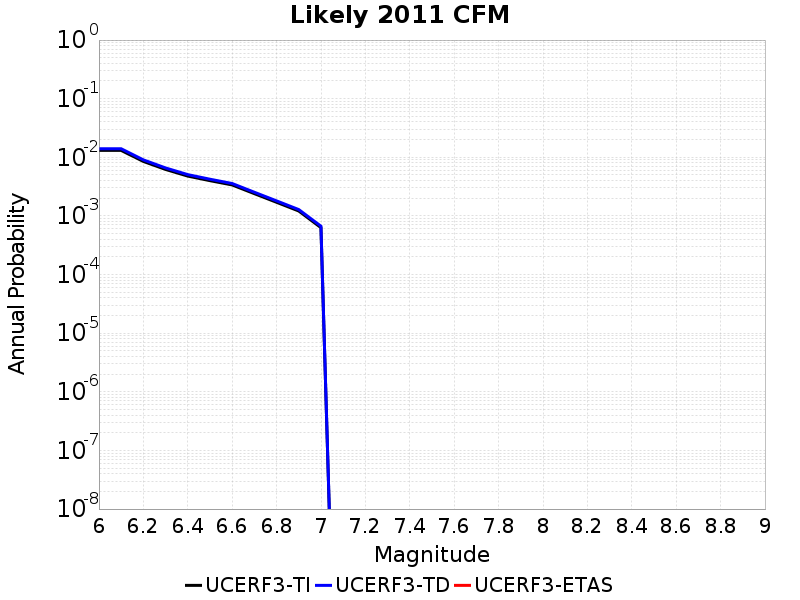 Likely 2011 CFM
Annual Probability
10^0
10^-1
10^-2
10^-3
10^-4
10^-5
10^-6
10^-7
10^-8
6 6.2 6.4 6.6 6.8 7 7.2 7.4 7.6 7.8 8 8.2 8.4 8.6 8.8 9
Magnitude
UCERF3-TI UCERF3-TD UCERF3-ETAS